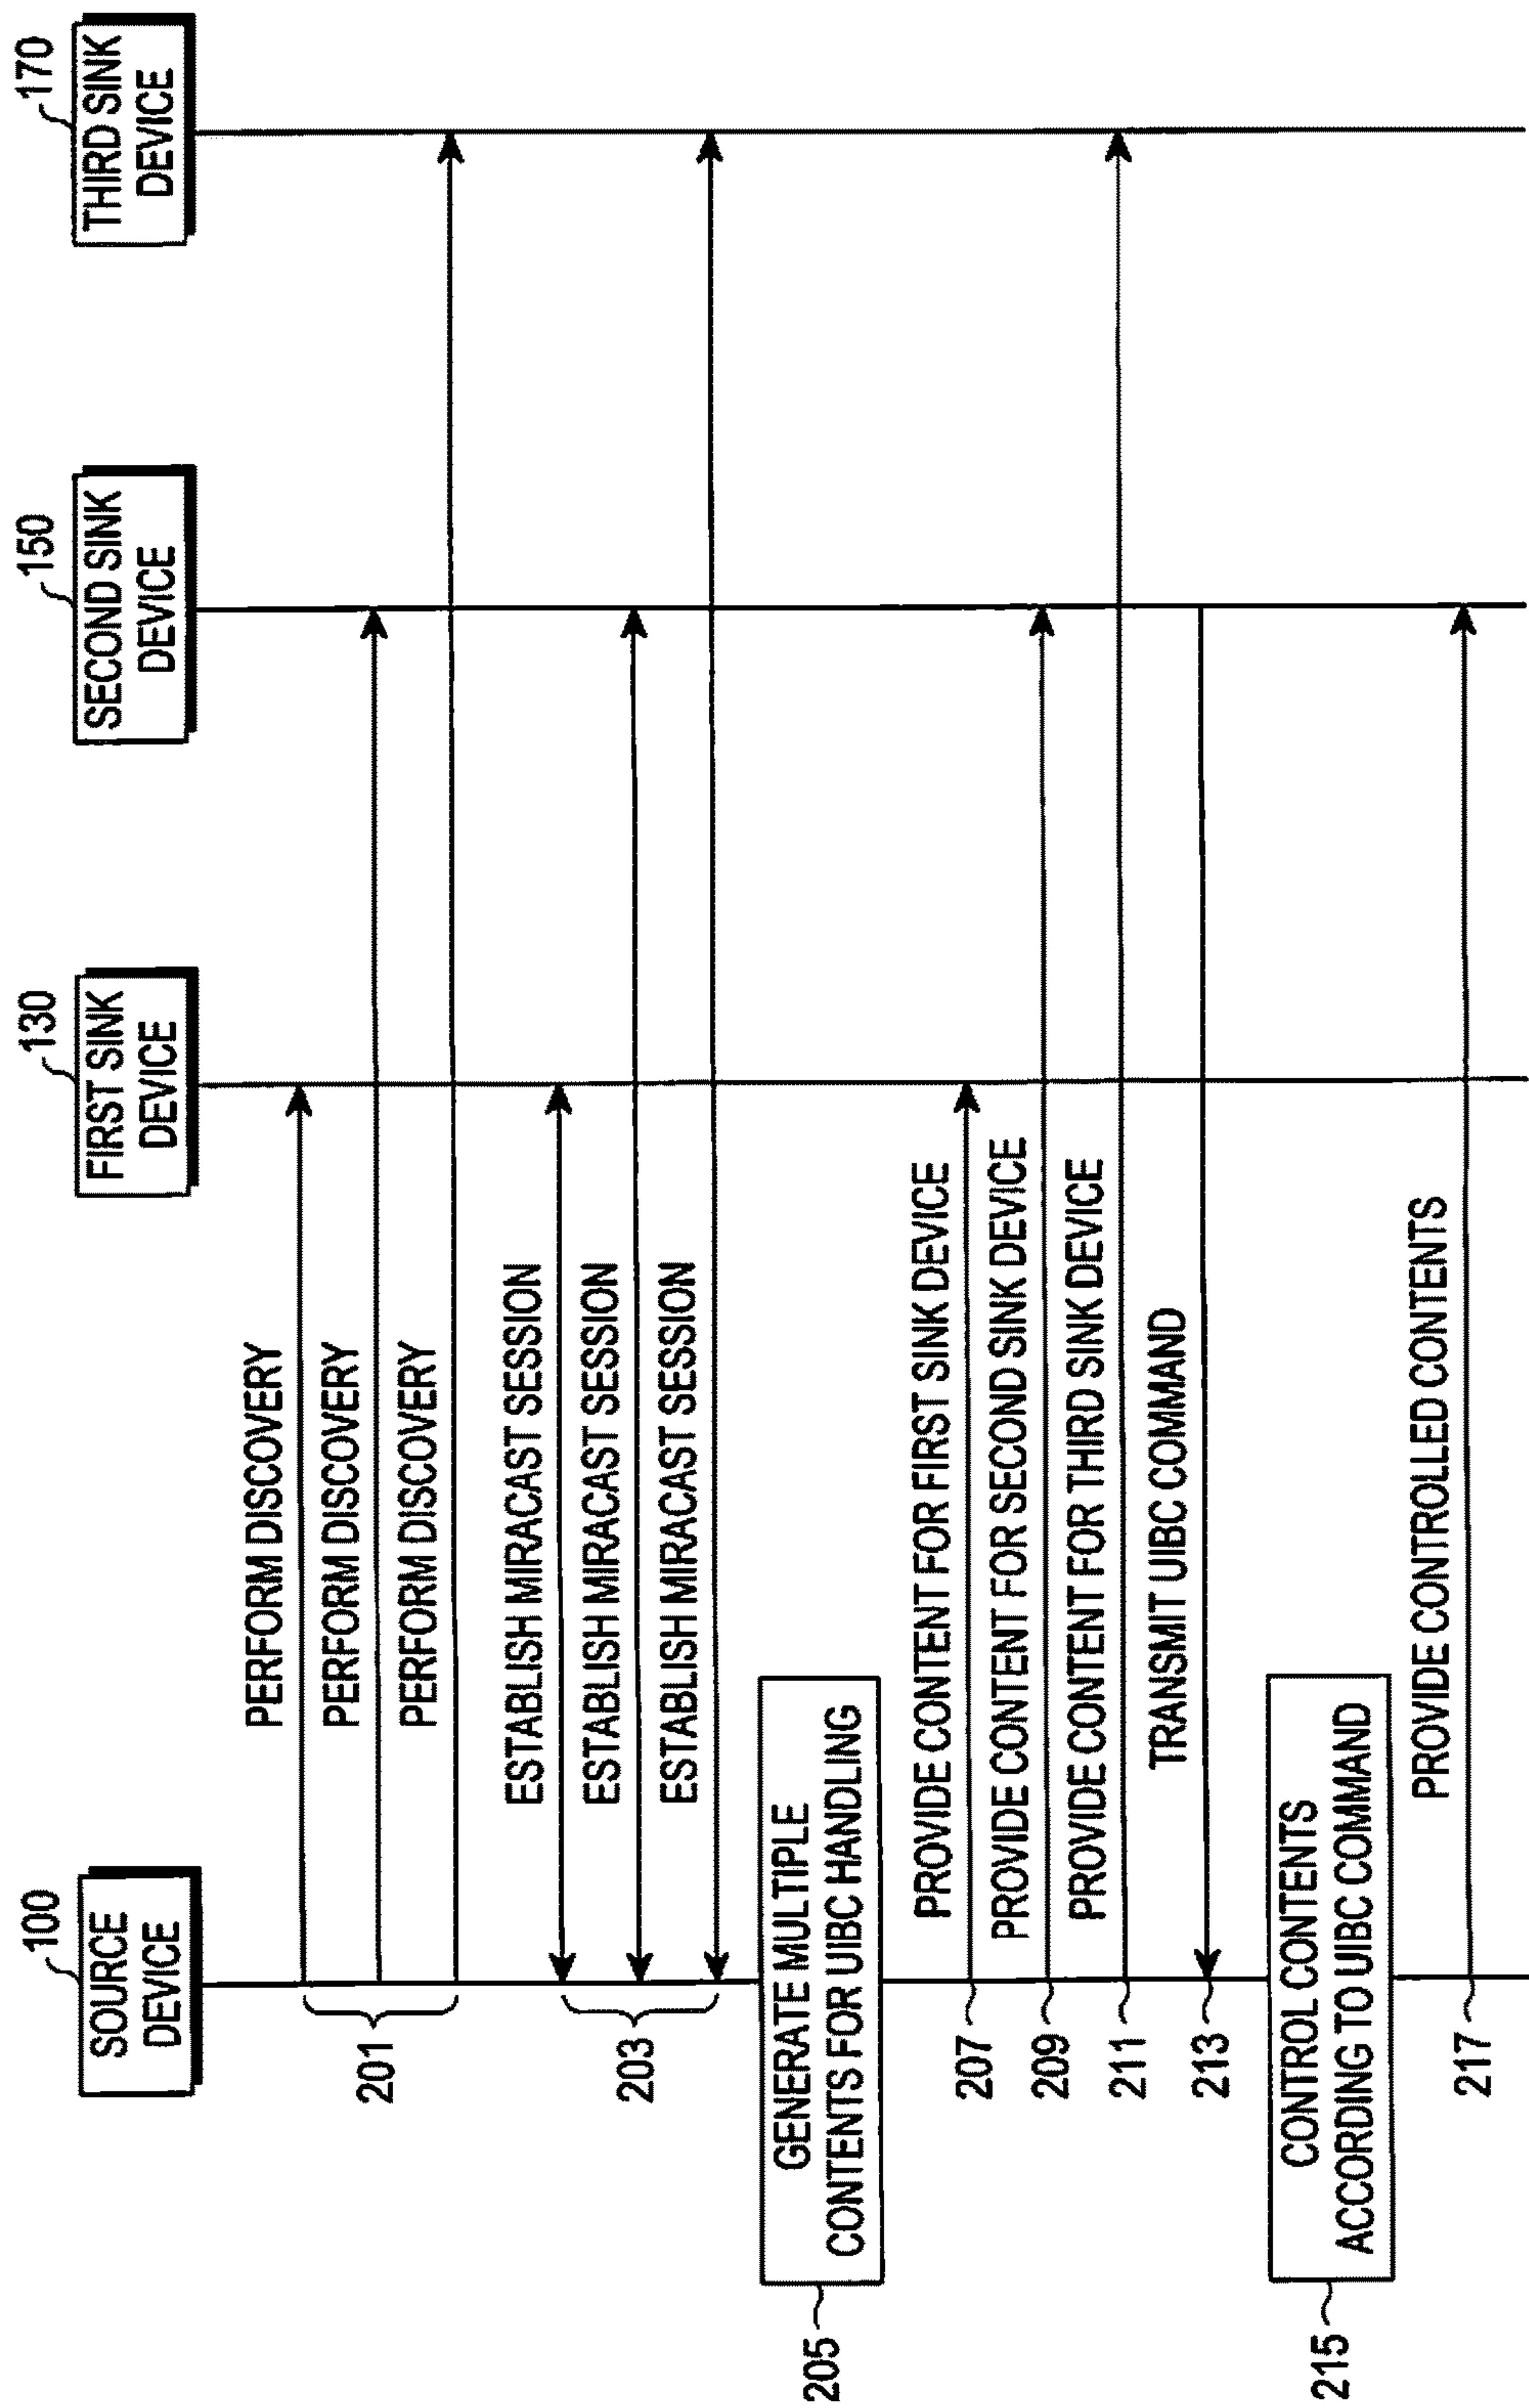 100
SOURCE
DEVICE
130
FIRST SINK
DEVICE
150
SECOND SINK
DEVICE
170
THIRD SINK
DEVICE
PERFORM DISCOVERY
PERFORM DISCOVERY
201
PERFORM DISCOVERY
ESTABLISH MIRACAST SESSION
ESTABLISH MIRACAST SESSION
203
ESTABLISH MIRACAST SESSION
205
GENERATE MULTIPLE
CONTENTS FOR UIBC HANDLING
PROVIDE CONTENT FOR FIRST SINK DEVICE
207
PROVIDE CONTENT FOR SECOND SINK DEVICE
209
PROVIDE CONTENT FOR THIRD SINK DEVICE
211
TRANSMIT UIBC COMMAND
213
215
CONTROL CONTENTS
ACCORDING TO UIBC COMMAND
PROVIDE CONTROLLED CONTENTS
217